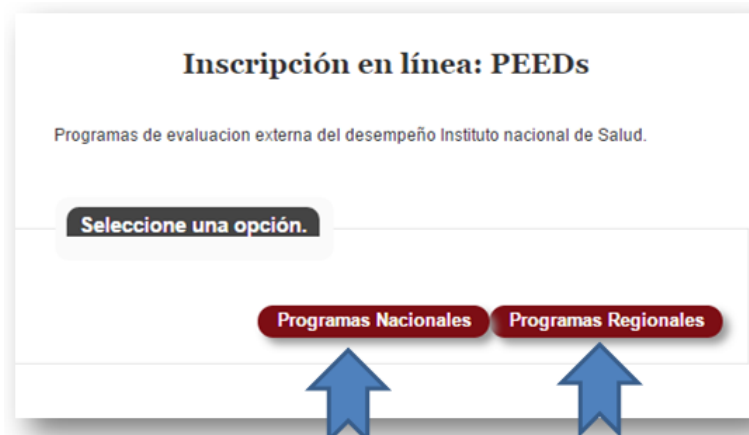 Inscripción en línea: PEEDs
Programas de evaluacion externa del desempeño Instituto nacional de Salud.
Seleccione una opción.
Programas Nacionales Programas Regionales